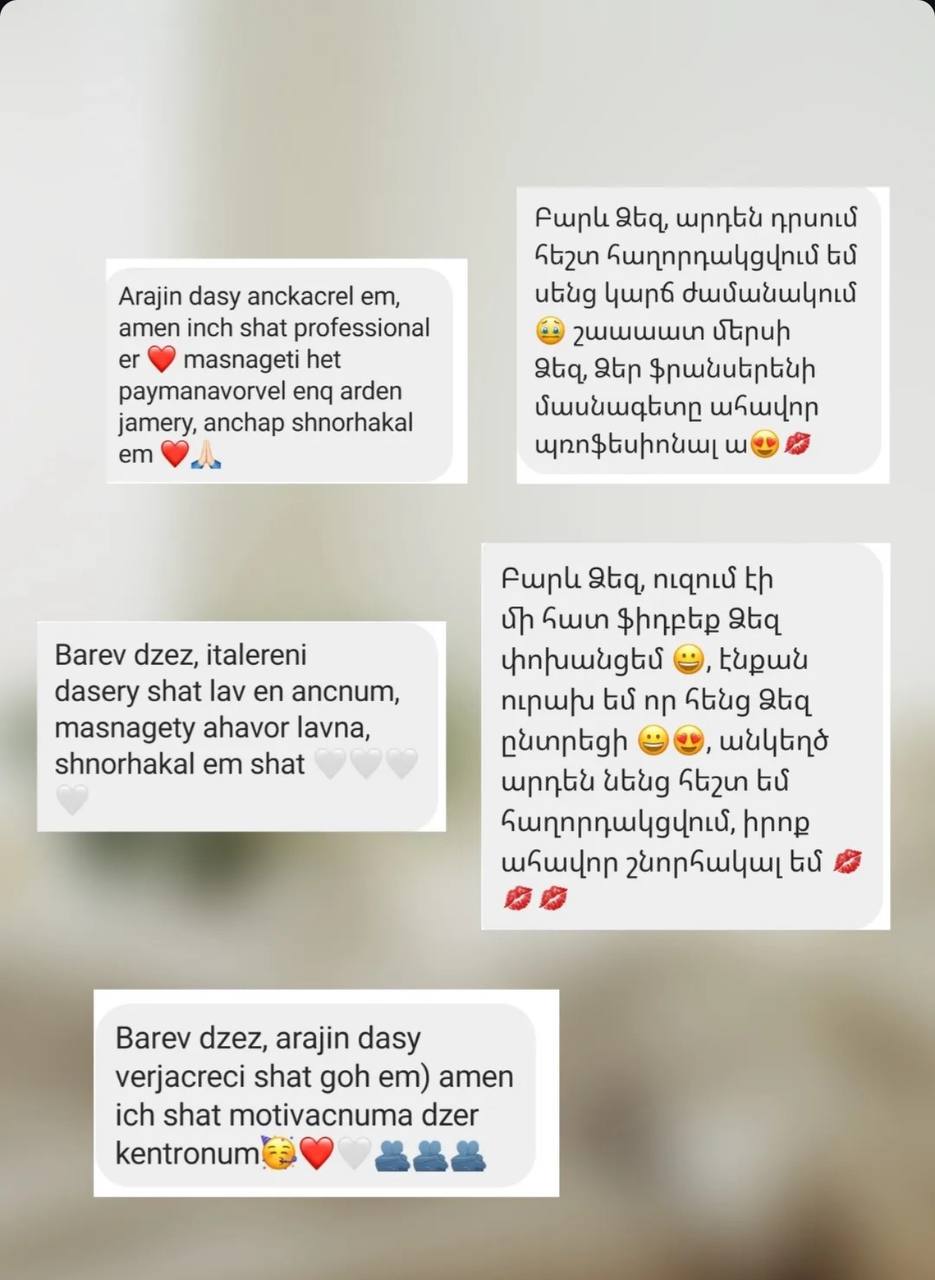 Բարև Ձեզ, արդեն դրսում
հեշտ հաղորդակցվում եմ
սենց կարճ ժամանակում
🥹 շաաաատ մերսի
Ձեզ, Ձեր ֆրանսերենի
մասնագետը ահավոր
պռոֆեսիոնալ ա😍💋
Arajin dasy anckacrel em,
amen inch shat professional
er ❤️ masnageti het
paymanavorvel enq arden
jamery, anchap shnorhakal
em ❤️🙏🏻
Բարև Ձեզ, ուզում էի
մի հատ ֆիդբեք Ձեզ
փոխանցեմ 😀, էնքան
ուրախ եմ որ հենց Ձեզ
ընտրեցի 😀😍, անկեղծ
արդեն նենց հեշտ եմ
հաղորդակցվում, իրոք
ահավոր շնորհակալ եմ 💋
💋💋
Barev dzez, italereni
dasery shat lav en ancnum,
masnagety ahavor lavna,
shnorhakal em shat 🤍🤍🤍
🤍
Barev dzez, arajin dasy
verjacreci shat goh em) amen
ich shat motivacnuma dzer
kentronum🥳❤️🤍🫂🫂🫂